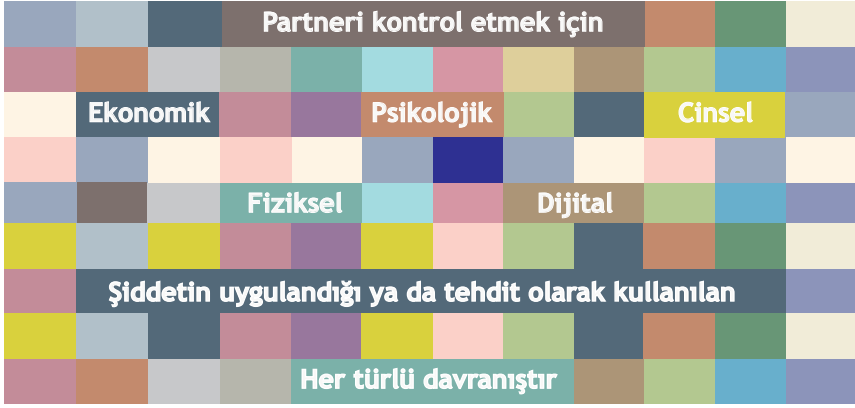 Partneri kontrol etmek için
Ekonomik Psikolojik Cinsel
Fiziksel Dijital
Şiddetin uygulandığı ya da tehdit olarak kullanılan
Her türlü davranıştır